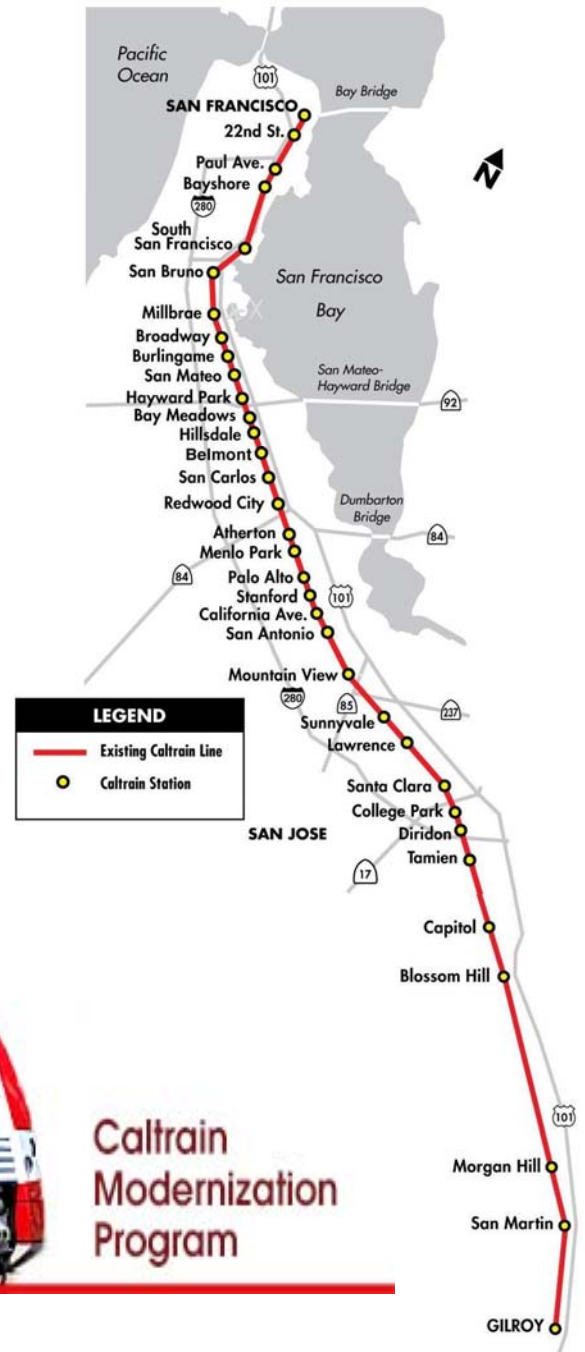 Pacific
Ocean
101
Bay Bridge
SAN FRANCISCO
22nd St.
N
Paul Ave.
Bayshore
280
South
San Francisco
San Bruno
San Francisco
Bay
Millbrae
Broadway
Burlingame
San Mateo
San Mateo-
Hayward Bridge
Hayward Park
92
Bay Meadows
Hillsdale
Belmont
San Carlos
Redwood City
Dumbarton
Bridge
Atherton
84
Menlo Park
84
Palo Alto
Stanford
101
California Ave.
San Antonio
Mountain View
280
85
237
LEGEND
Sunnyvale
Existing Caltrain Line
Lawrence
Caltrain Station
Santa Clara
College Park
SAN JOSE
Diridon
Tamien
17
Capitol
Blossom Hill
101
Caltrain
Modernization
Program
Morgan Hill
San Martin
GILROY